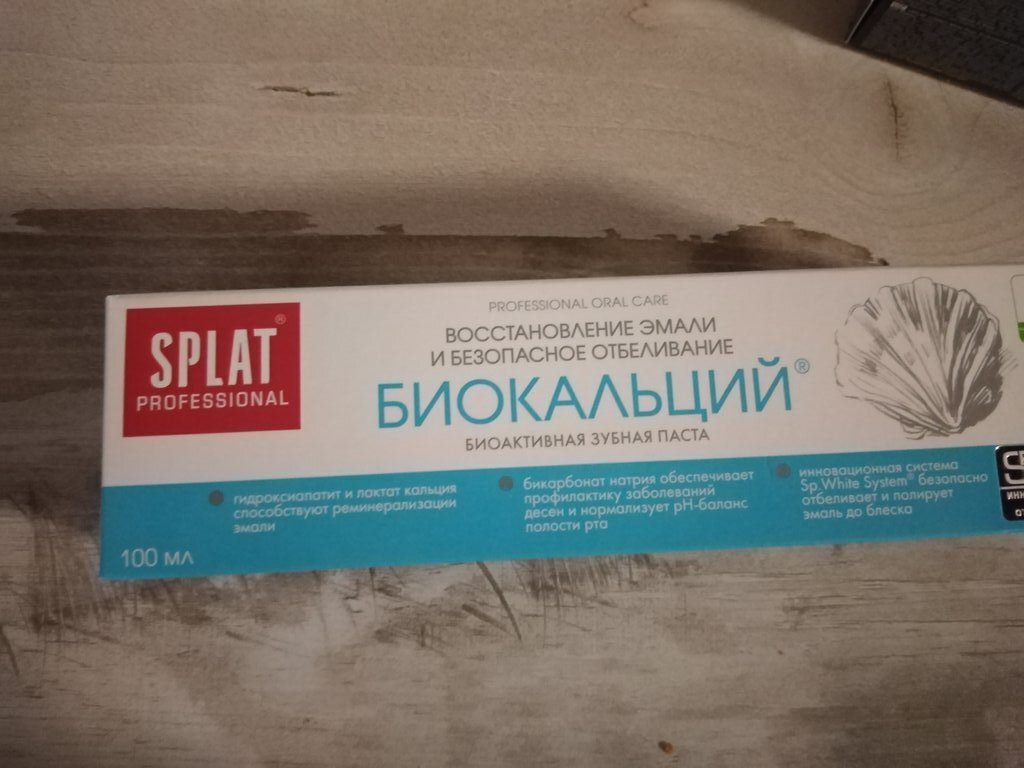 SPLAT®
PROFESSIONAL
PROFESSIONAL ORAL CARE
ВОССТАНОВЛЕНИЕ ЭМАЛИ
И БЕЗОПАСНОЕ ОТБЕЛИВАНИЕ
БИОКАЛЬЦИЙ®
БИОАКТИВНАЯ ЗУБНАЯ ПАСТА
гидроксиапатит и лактат кальция
способствуют реминерализации
эмали
бикарбонат натрия обеспечивает
профилактику заболеваний
десен и нормализует pH-баланс
полости рта
инновационная система
Sp.White System® безопасно
отбеливает и полирует
эмаль до блеска
100 мл